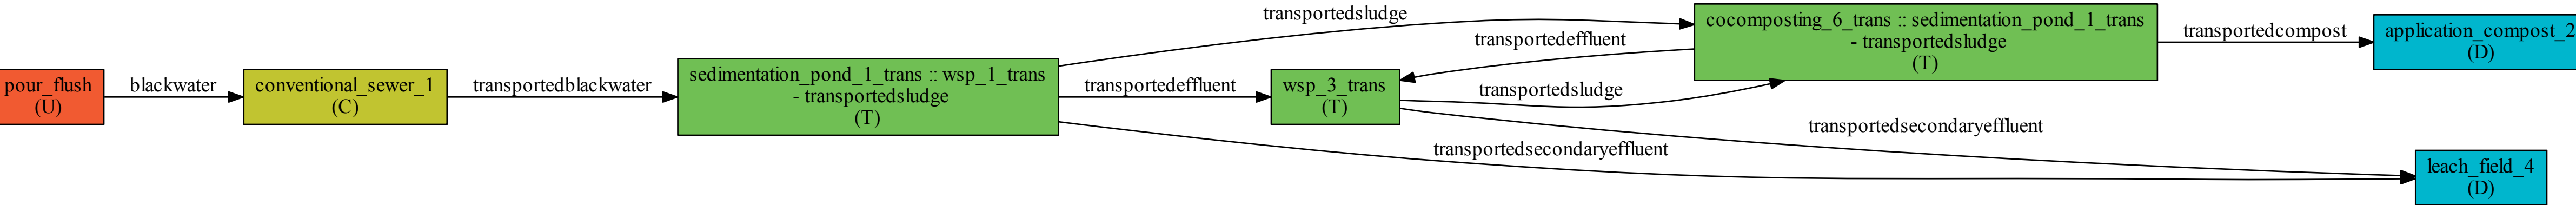 pour_flush
(U)
blackwater
conventional_sewer_1
(C)
transportedblackwater
sedimentation_pond_1_trans :: wsp_1_trans
- transportedsludge
(T)
transportedsludge
transportedeffluent
transportedsecondaryeffluent
wsp_3_trans
(T)
transportedeffluent
transportedsludge
transportedsecondaryeffluent
cocomposting_6_trans :: sedimentation_pond_1_trans
- transportedsludge
(T)
transportedcompost
application_compost_2
(D)
leach_field_4
(D)